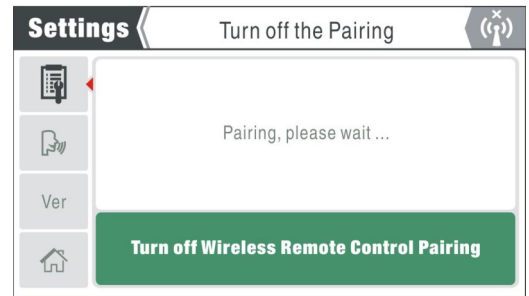 Settings
Turn off the Pairing
Pairing, please wait ...
Ver
Turn off Wireless Remote Control Pairing